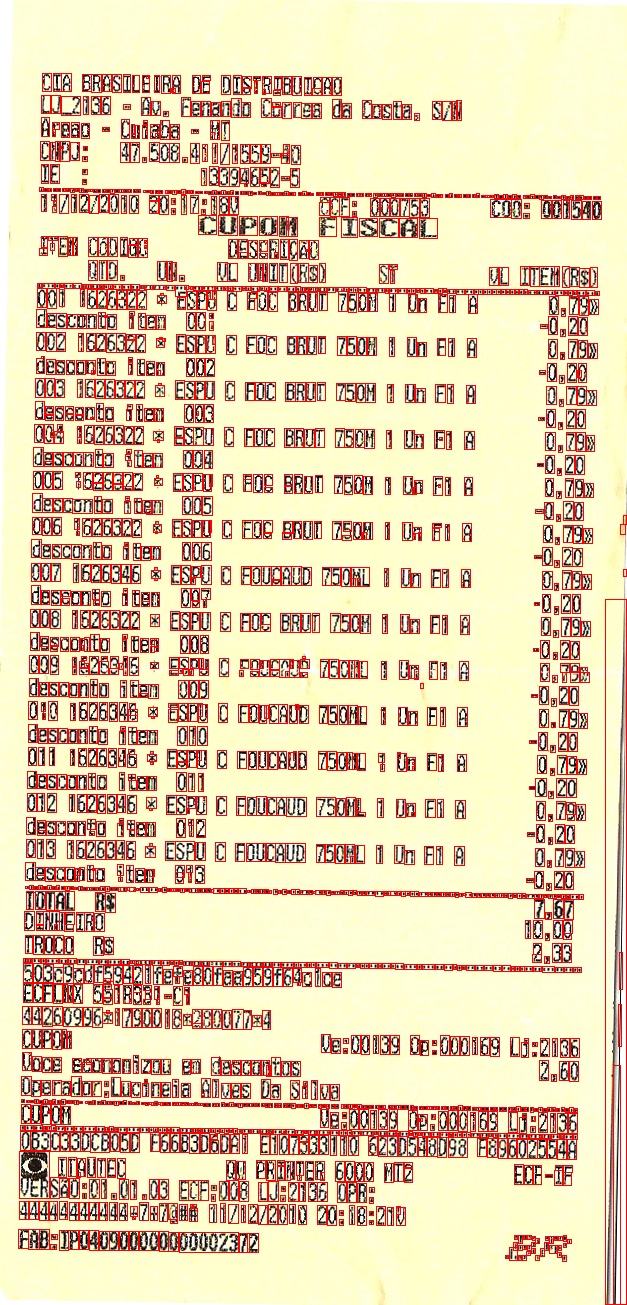 CIA BRASILEIRA DE DISTRIBUICAO
LJ_2136 - Av. Fenando Correa da Costa, S/N
Areao - Cuiaba - MT
CNPJ: 47.508.411/1559-40
IE : 13394652-5
11/12/2010 20:17:18V CCF: 000753 COO: 001540
CUPOM FISCAL
ITEM CODIGO DESCRIÇAO
QTD. UN. VL UNIT(R$) ST VL ITEM(R$)
001 1626322 * ESPU C FOC BRUT 750M 1 Un F1 A 0,79»
desconto item 001 -0,20
002 1626322 * ESPU C FOC BRUT 750M 1 Un F1 A 0,79»
desconto item 002 -0,20
003 1626322 * ESPU C FOC BRUT 750M 1 Un F1 A 0,79»
desconto item 003 -0,20
004 1626322 * ESPU C FOC BRUT 750M 1 Un F1 A 0,79»
desconto item 004 -0,20
005 1626322 * ESPU C FOC BRUT 750M 1 Un F1 A 0,79»
desconto item 005 -0,20
006 1626322 * ESPU C FOC BRUT 750M 1 Un F1 A 0,79»
desconto item 006 -0,20
007 1626346 * ESPU C FOUCAUD 750ML 1 Un F1 A 0,79»
desconto item 007 -0,20
008 1626322 * ESPU C FOC BRUT 750M 1 Un F1 A 0,79»
desconto item 008 -0,20
009 1626346 * ESPU C FOUCAUD 750ML 1 Un F1 A 0,79»
desconto item 009 -0,20
010 1626346 * ESPU C FOUCAUD 750ML 1 Un F1 A 0,79»
desconto item 010 -0,20
011 1626346 * ESPU C FOUCAUD 750ML 1 Un F1 A 0,79»
desconto item 011 -0,20
012 1626346 * ESPU C FOUCAUD 750ML 1 Un F1 A 0,79»
desconto item 012 -0,20
013 1626346 * ESPU C FOUCAUD 750ML 1 Un F1 A 0,79»
desconto item 013 -0,20
TOTAL R$ 7,67
DINHEIRO 10,00
TROCO R$ 2,33
503c9cdf59421fefe80faa959f64c1ce
ECFLNX 551R331-C1
44260996*1790018*280077*4
CUPOM Ve:00139 Op:000169 Lj:2136
Voce economizou em descontos 2,60
Operador:Lucineia Alves Da Silva
CUPOM Ve:00139 Op:000169 Lj:2136
0B3C33DCB05D F66B3D6DA1 E107333110 623D548D98 F89602554A
ITAUTEC QW PRINTER 6000 MT2 ECF-IF
VERSÃO:01.01.03 ECF:008 LJ:2136 OPR:
44444444444+7*7@## 11/12/2010 20:18:21V
FAB:IP040900000000002372
BR